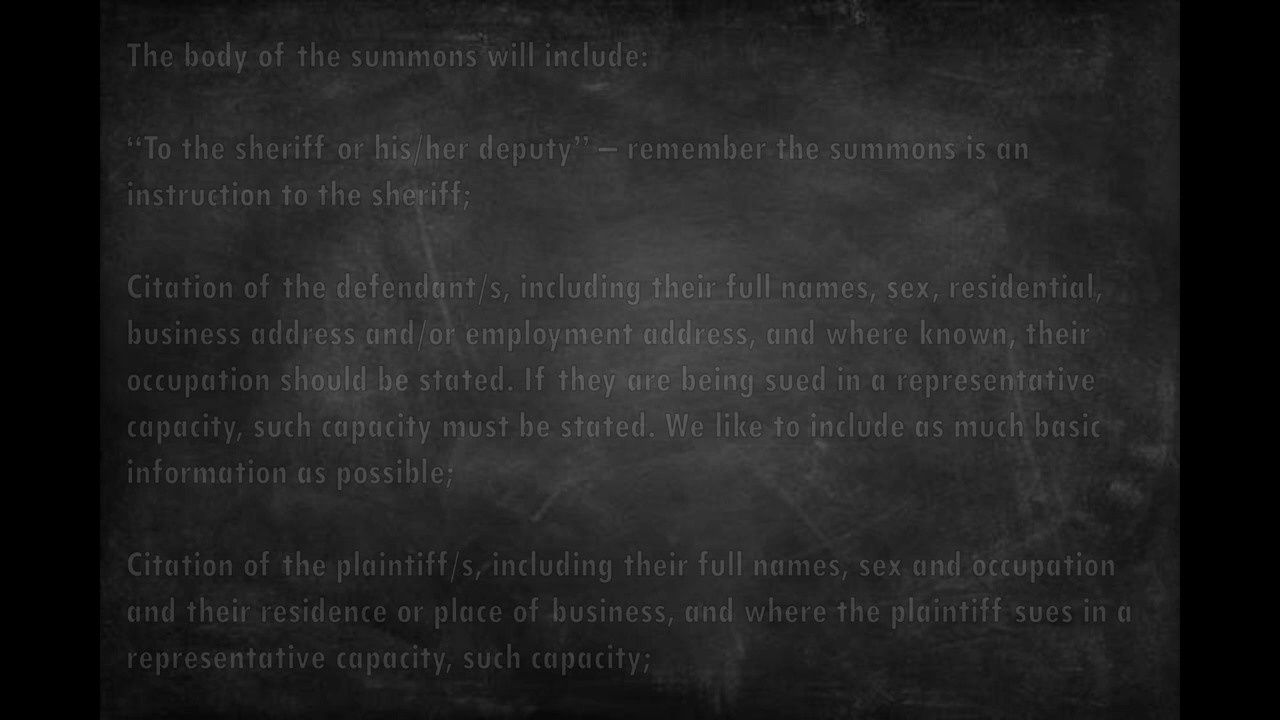 The body of the summons will include:
“To the sheriff or his/her deputy” – remember the summons is an
instruction to the sheriff;
Citation of the defendant/s, including their full names, sex, residential,
business address and/or employment address, and where known, their
occupation should be stated. If they are being sued in a representative
capacity, such capacity must be stated. We like to include as much basic
information as possible;
Citation of the plaintiff/s, including their full names, sex and occupation
and their residence or place of business, and where the plaintiff sues in a
representative capacity, such capacity;